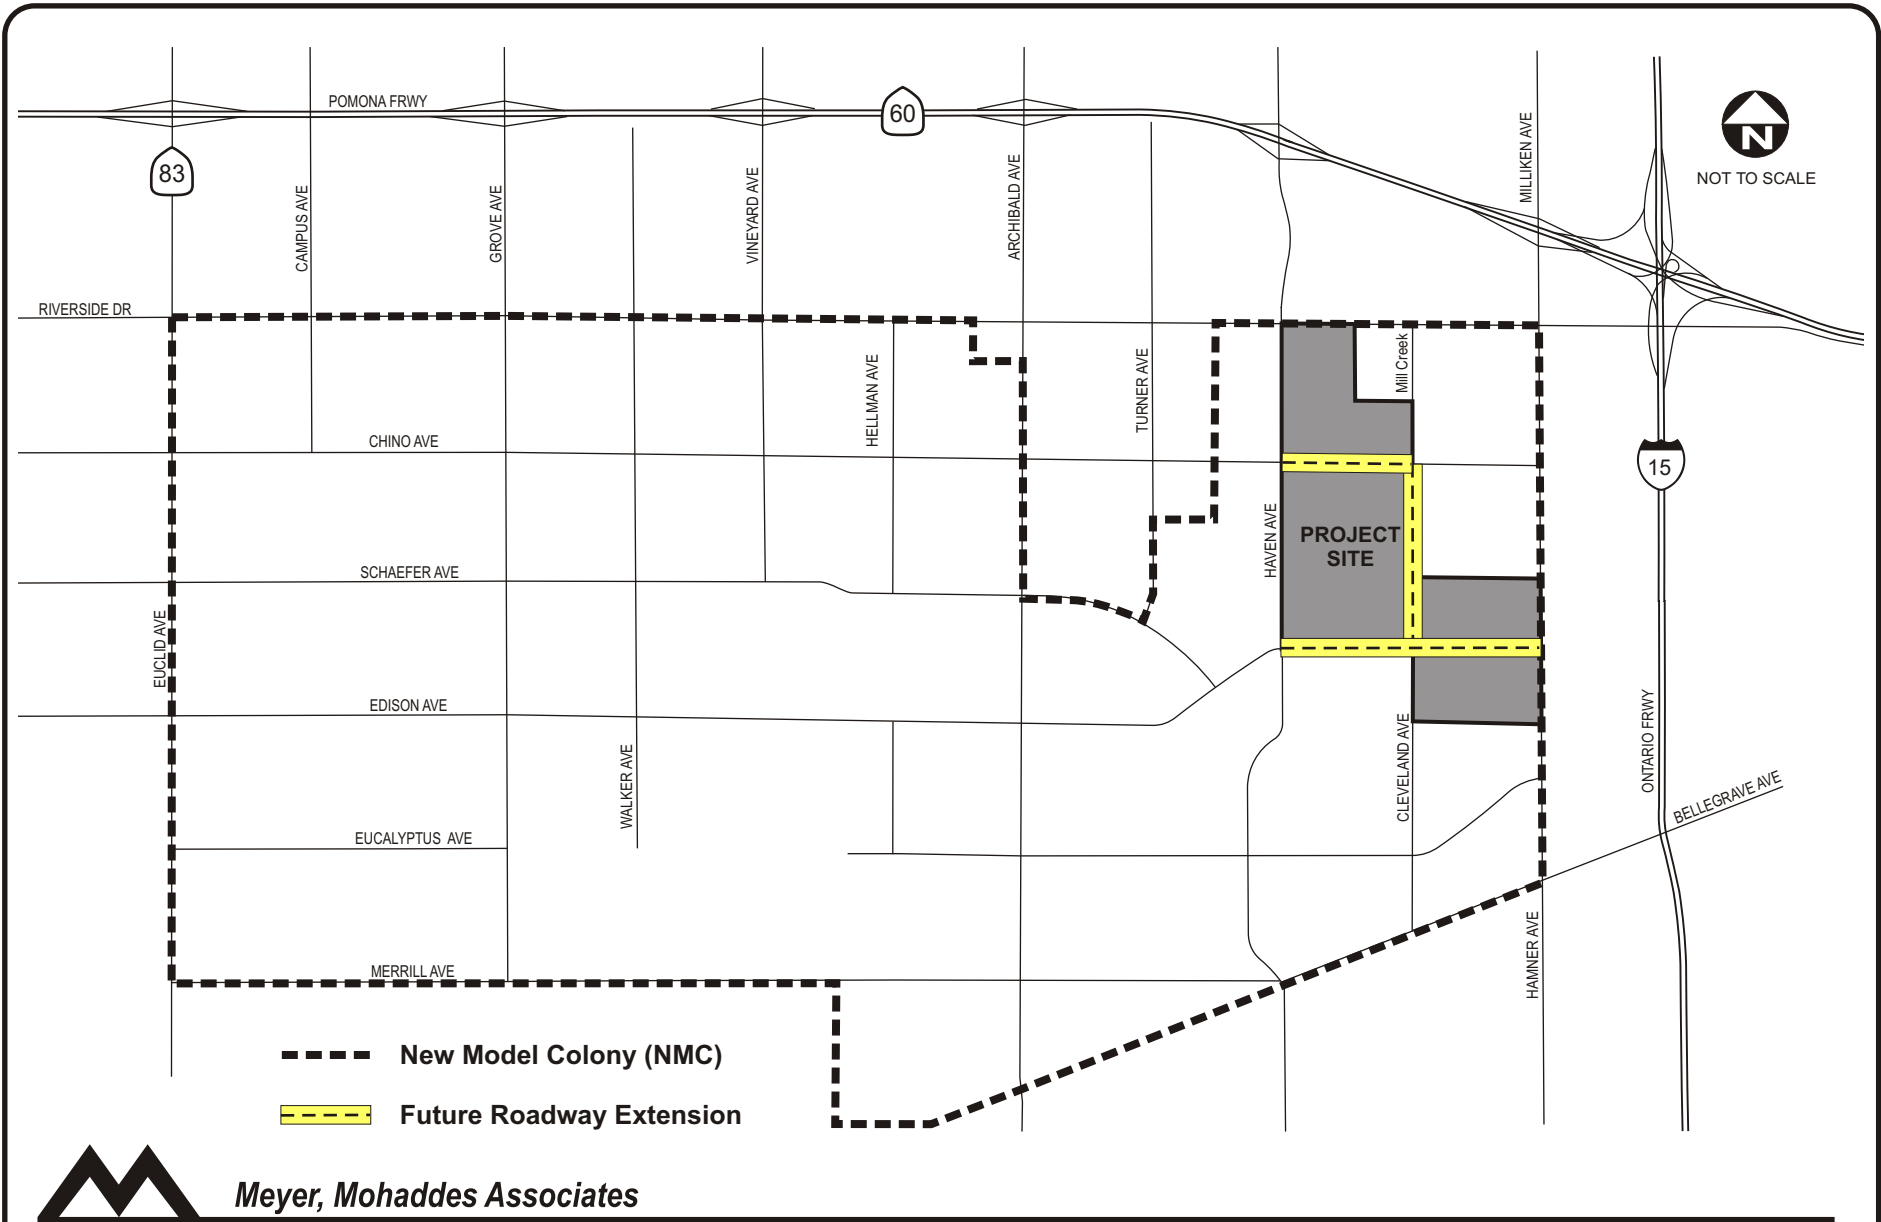 POMONA FRWY
60
83
N
NOT TO SCALE
MILLIKEN AVE
CAMPUS AVE
GROVE AVE
VINEYARD AVE
ARCHIBALD AVE
RIVERSIDE DR
HELLMAN AVE
TURNER AVE
Mill Creek
CHINO AVE
15
HAVEN AVE
PROJECT
SITE
SCHAEFER AVE
EUCLID AVE
EDISON AVE
WALKER AVE
CLEVELAND AVE
ONTARIO FRWY
BELLEGRAVE AVE
EUCALYPTUS AVE
HAMNER AVE
MERRILL AVE
New Model Colony (NMC)
Future Roadway Extension
Meyer, Mohaddes Associates